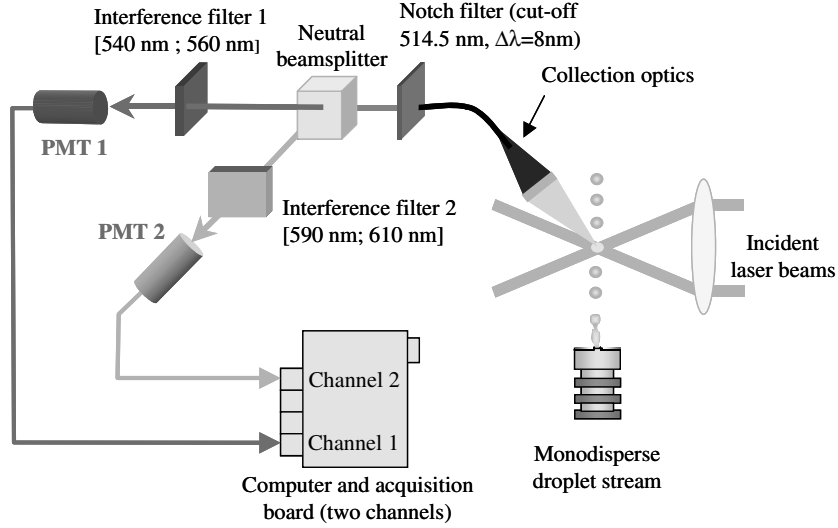 Interference filter 1
[540 nm ; 560 nm]
Neutral
beamsplitter
Notch filter (cut-off
514.5 nm, Δλ=8nm)
Collection optics
PMT 1
PMT 2
Interference filter 2
[590 nm; 610 nm]
Incident
laser beams
Channel 2
Channel 1
Monodisperse
droplet stream
Computer and acquisition
board (two channels)